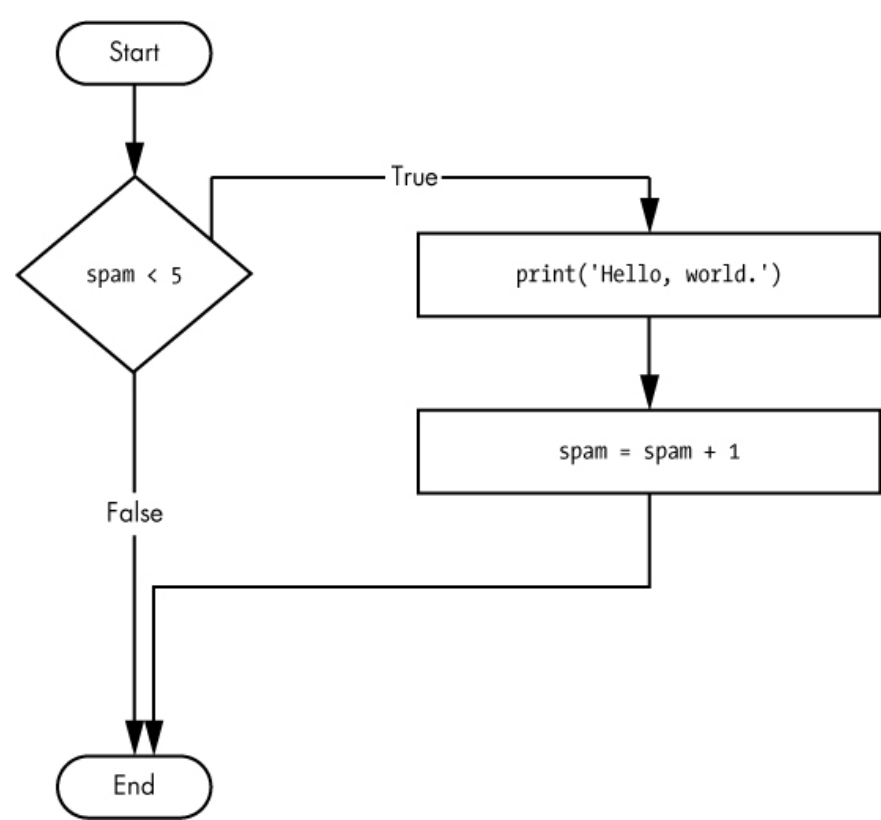 Start
True
spam < 5
print('Hello, world.')
spam = spam + 1
False
End